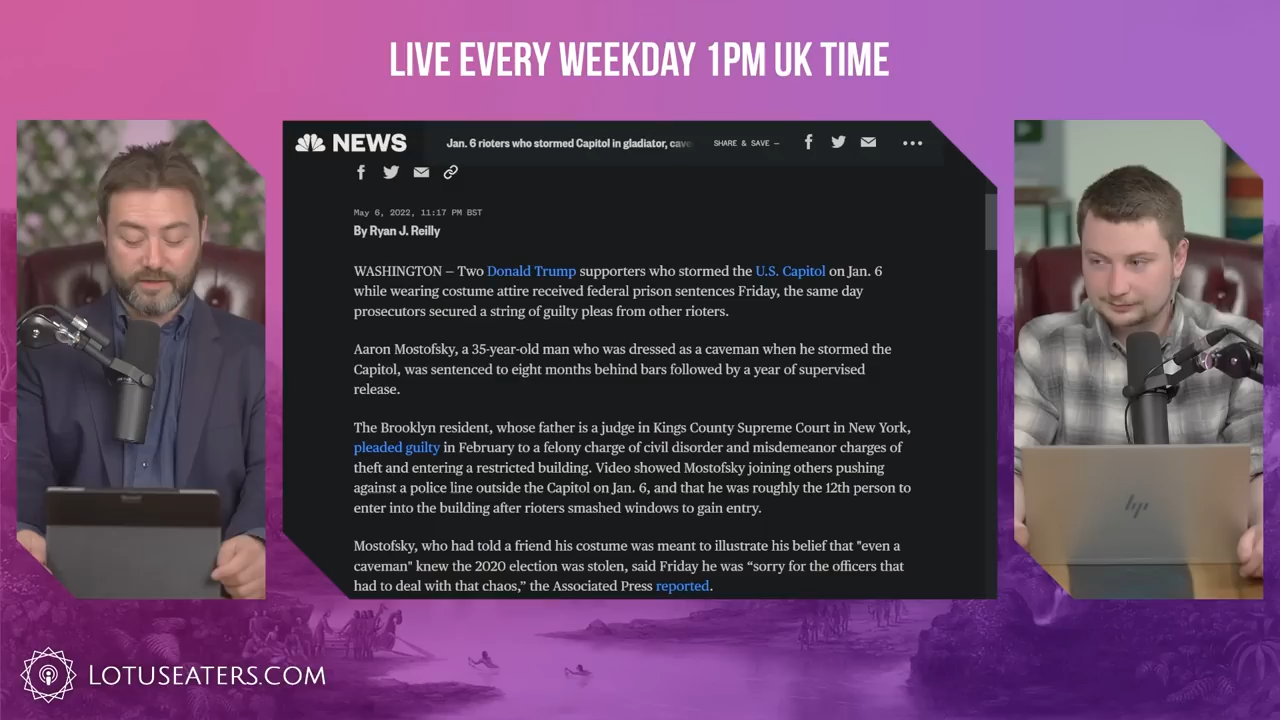 LIVE EVERY WEEKDAY 1PM UK TIME
NEWS
Jan. 6 rioters who stormed Capitol in gladiator,
SHARE & SAVE —
May 6, 2022, 11:17 PM BST
By Ryan J. Reilly
WASHINGTON — Two Donald Trump supporters who stormed the U.S. Capitol on Jan. 6
while wearing costume attire received federal prison sentences Friday, the same day
prosecutors secured a string of guilty pleas from other rioters.
Aaron Mostofsky, a 35-year-old man who was dressed as a caveman when he stormed the
Capitol, was sentenced to eight months behind bars followed by a year of supervised
release.
The Brooklyn resident, whose father is a judge in Kings County Supreme Court in New York,
pleaded guilty in February to a felony charge of civil disorder and misdemeanor charges of
theft and entering a restricted building. Video showed Mostofsky joining others pushing
against a police line outside the Capitol on Jan. 6, and that he was roughly the 12th person to
enter into the building after rioters smashed windows to gain entry.
Mostofsky, who had told a friend his costume was meant to illustrate his belief that "even a
caveman" knew the 2020 election was stolen, said Friday he was “sorry for the officers that
had to deal with that chaos,” the Associated Press reported.
hp
LOTUSEATERS.COM